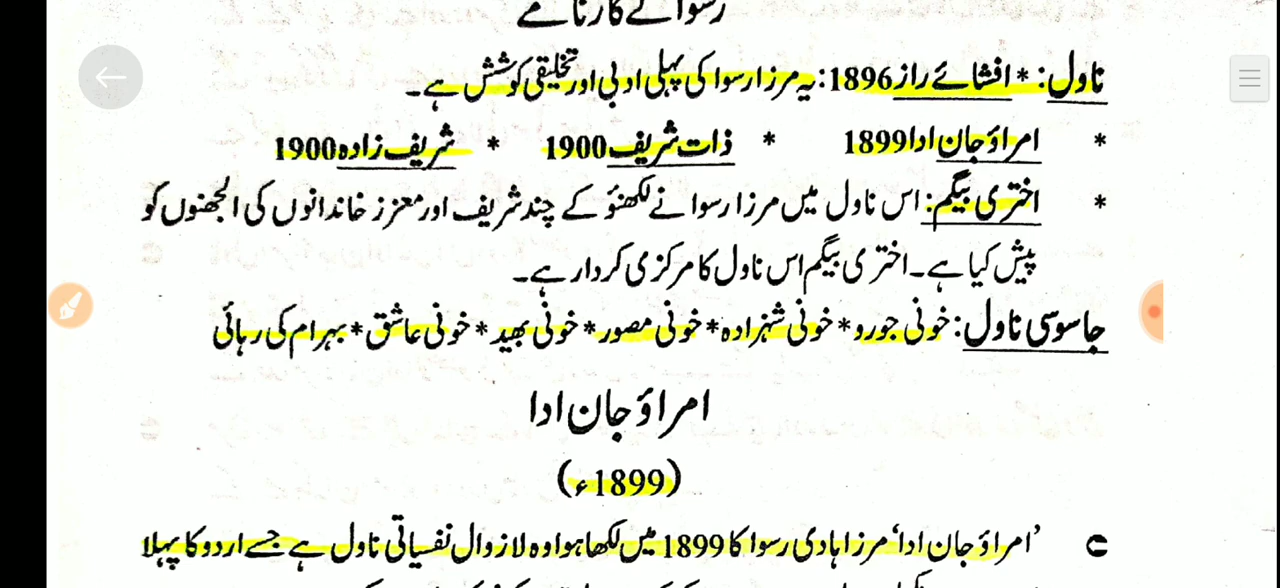 رسوا کے کارنامے
ناول: * افشائے راز 1896: یہ مرزا رسوا کی پہلی ادبی اور تخلیقی کوشش ہے۔
* امراؤ جان ادا 1899 * ذات شریف 1900 * شریف زادہ 1900
* اختری بیگم: اس ناول میں مرزا رسوا نے لکھنؤ کے چند شریف اور معزز خاندانوں کی الجھنوں کو
پیش کیا ہے۔ اختری بیگم اس ناول کا مرکزی کردار ہے۔
جاسوسی ناول: خونی جورو * خونی شہزادہ * خونی مصور * خونی بھید * خونی عاشق * بہرام کی رہائی
امراؤ جان ادا
(1899ء)
'امراؤ جان ادا' مرزا ہادی رسوا کا 1899 میں لکھا ہوا وہ لازوال نفسیاتی ناول ہے جسے اردو کا پہلا